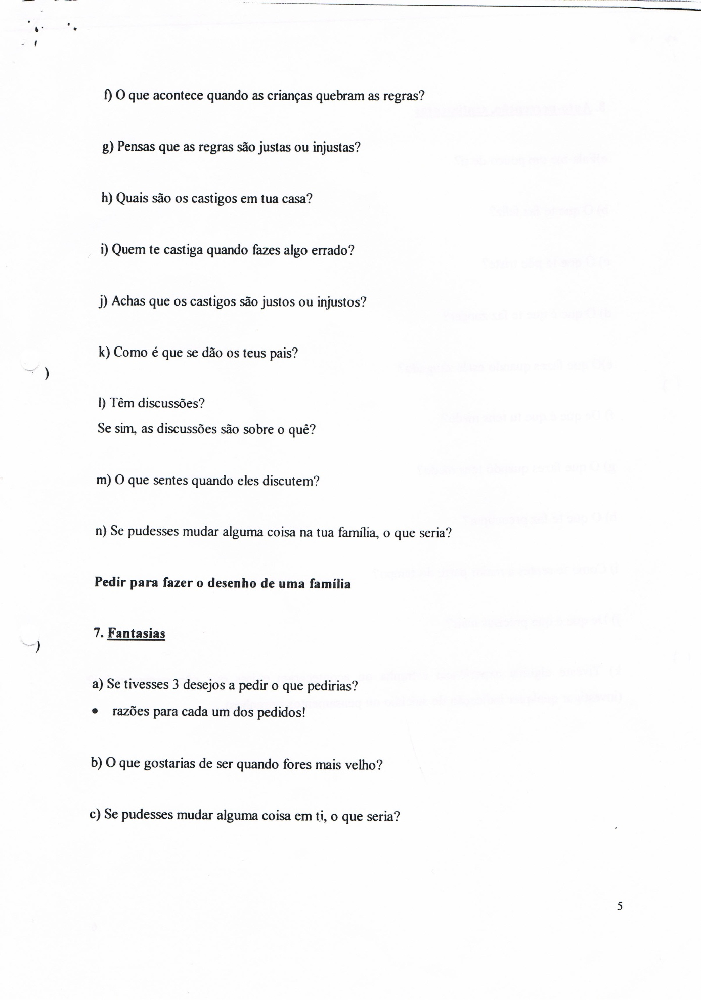 f) O que acontece quando as crianças quebram as regras?
g) Pensas que as regras são justas ou injustas?
h) Quais são os castigos em tua casa?
i) Quem te castiga quando fazes algo errado?
j) Achas que os castigos são justos ou injustos?
k) Como é que se dão os teus pais?
l) Têm discussões?
Se sim, as discussões são sobre o quê?
m) O que sentes quando eles discutem?
n) Se pudesses mudar alguma coisa na tua família, o que seria?
Pedir para fazer o desenho de uma família
7. Fantasias
a) Se tivesses 3 desejos a pedir o que pedirias?
• razões para cada um dos pedidos!
b) O que gostarias de ser quando fores mais velho?
c) Se pudesses mudar alguma coisa em ti, o que seria?
5